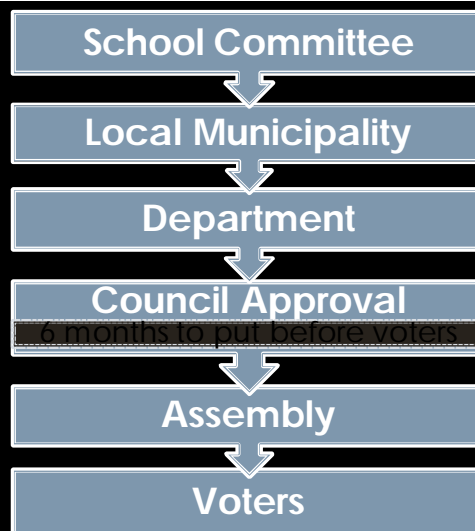 School Committee
Local Municipality
Department
Council Approval
6 months to put before voters
Assembly
Voters